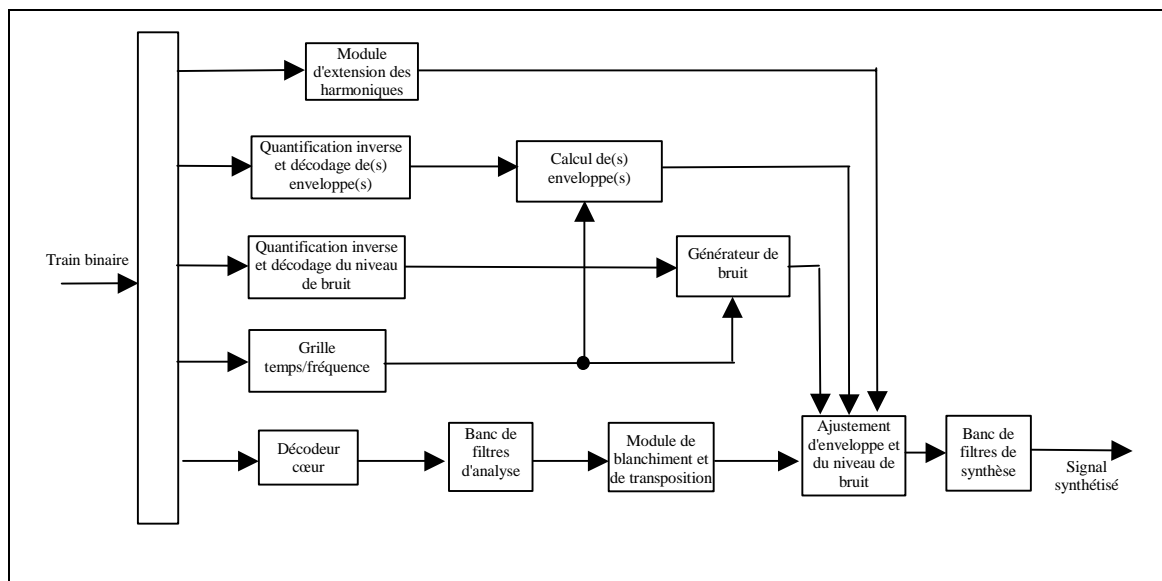 Module
d'extension des
harmoniques
Quantification inverse
et décodage de(s)
enveloppe(s)
Calcul de(s)
enveloppe(s)
Train binaire
Quantification inverse
et décodage du niveau
de bruit
Générateur de
bruit
Grille
temps/fréquence
Décodeur
cœur
Banc de
filtres
d'analyse
Module de
blanchiment et
de transposition
Ajustement
d'enveloppe et
du niveau de
bruit
Banc de
filtres de
synthèse
Signal
synthétisé